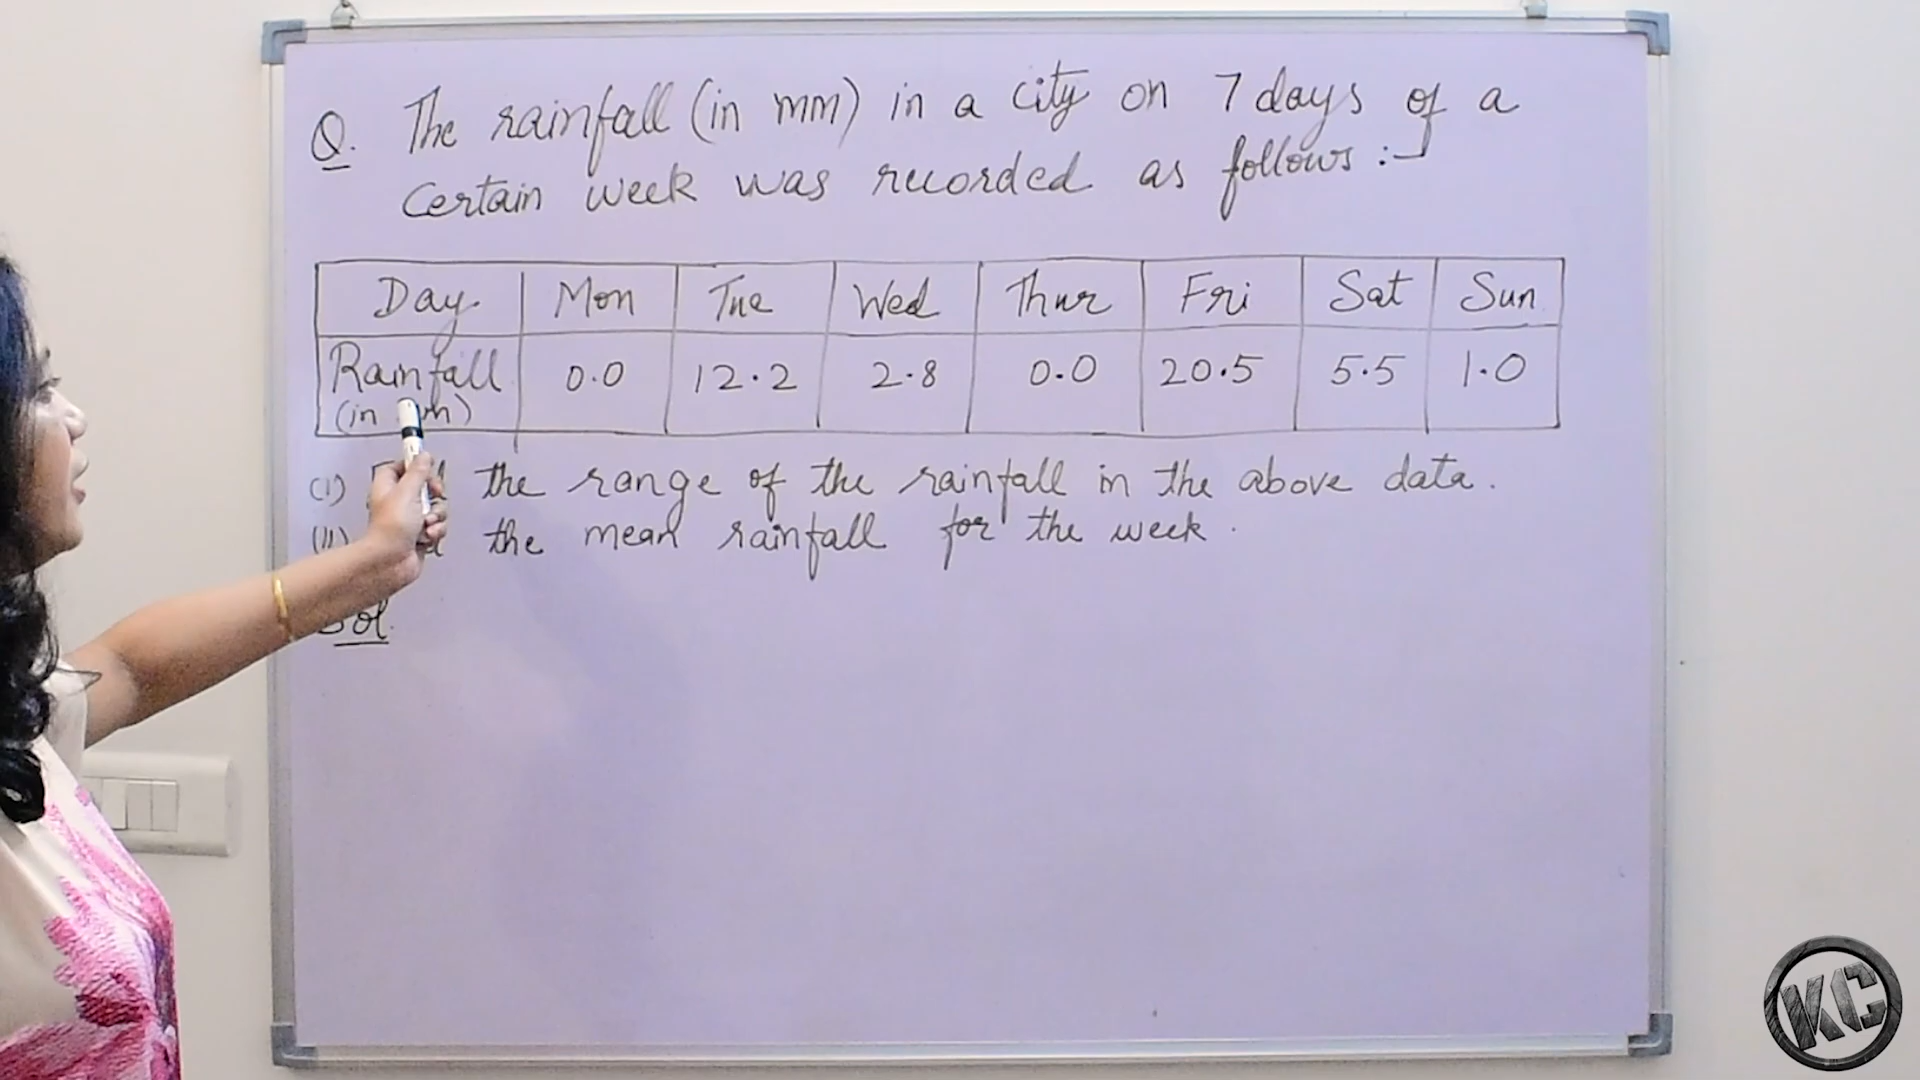 Q. The rainfall (in mm) in a city on 7 days of a
Certain week was recorded as follows :-
Day Mon Tue Wed Thur Fri Sat Sun
Rainfall 0.0 12.2 2.8 0.0 20.5 5.5 1.0
(in
(i) the range of the rainfall in the above data.
(ii) the mean rainfall for the week.
Sol.
KC